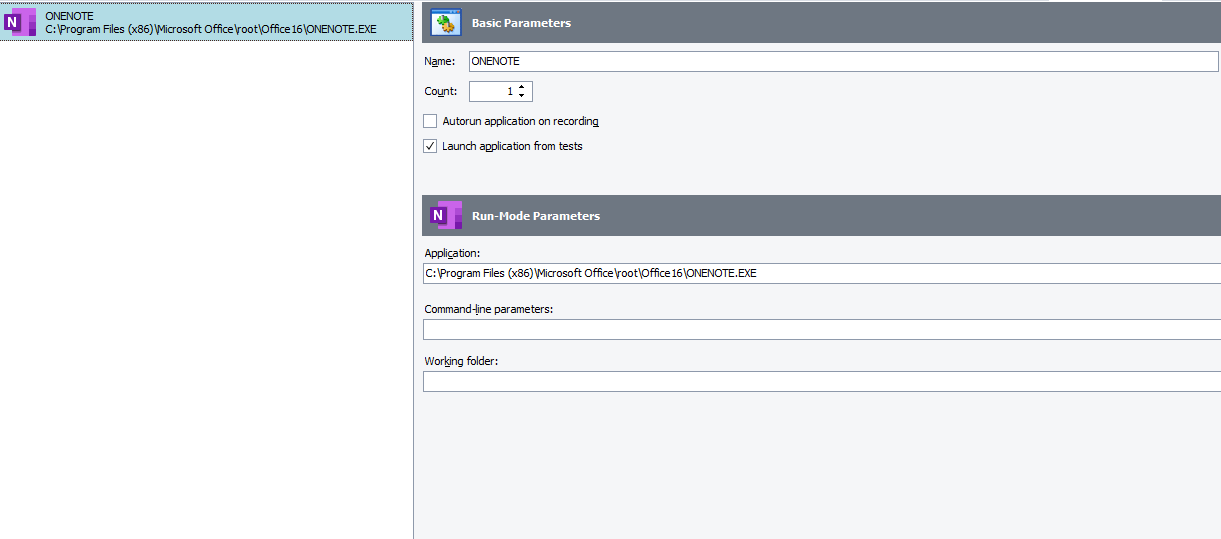 ONENOTE
C:\Program Files (x86)\Microsoft Office\root\Office16\ONENOTE.EXE
Basic Parameters
Name: ONENOTE
Count: 1
Autorun application on recording
Launch application from tests
Run-Mode Parameters
Application:
C:\Program Files (x86)\Microsoft Office\root\Office16\ONENOTE.EXE
Command-line parameters:
Working folder: